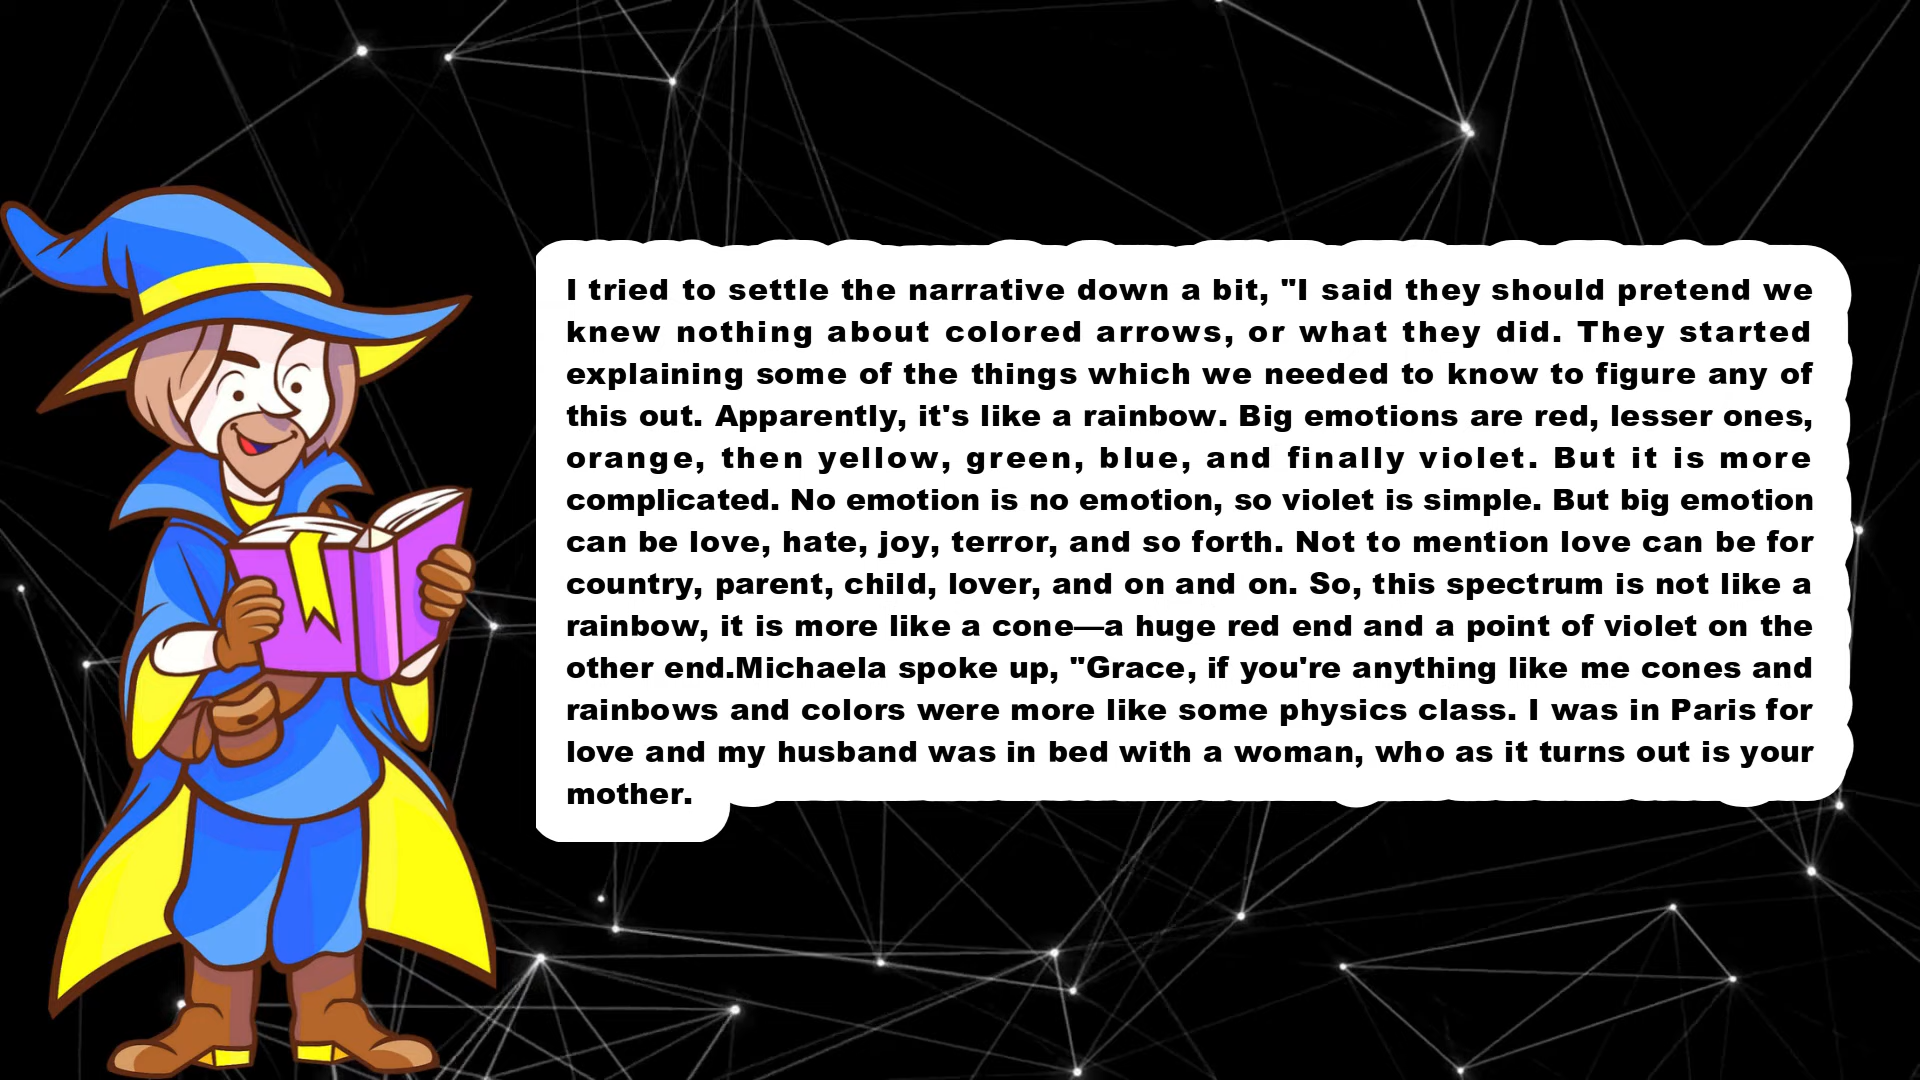 I tried to settle the narrative down a bit, "I said they should pretend we
knew nothing about colored arrows, or what they did. They started
explaining some of the things which we needed to know to figure any of
this out. Apparently, it's like a rainbow. Big emotions are red, lesser ones,
orange, then yellow, green, blue, and finally violet. But it is more
complicated. No emotion is no emotion, so violet is simple. But big emotion
can be love, hate, joy, terror, and so forth. Not to mention love can be for
country, parent, child, lover, and on and on. So, this spectrum is not like a
rainbow, it is more like a cone—a huge red end and a point of violet on the
other end.Michaela spoke up, "Grace, if you're anything like me cones and
rainbows and colors were more like some physics class. I was in Paris for
love and my husband was in bed with a woman, who as it turns out is your
mother.